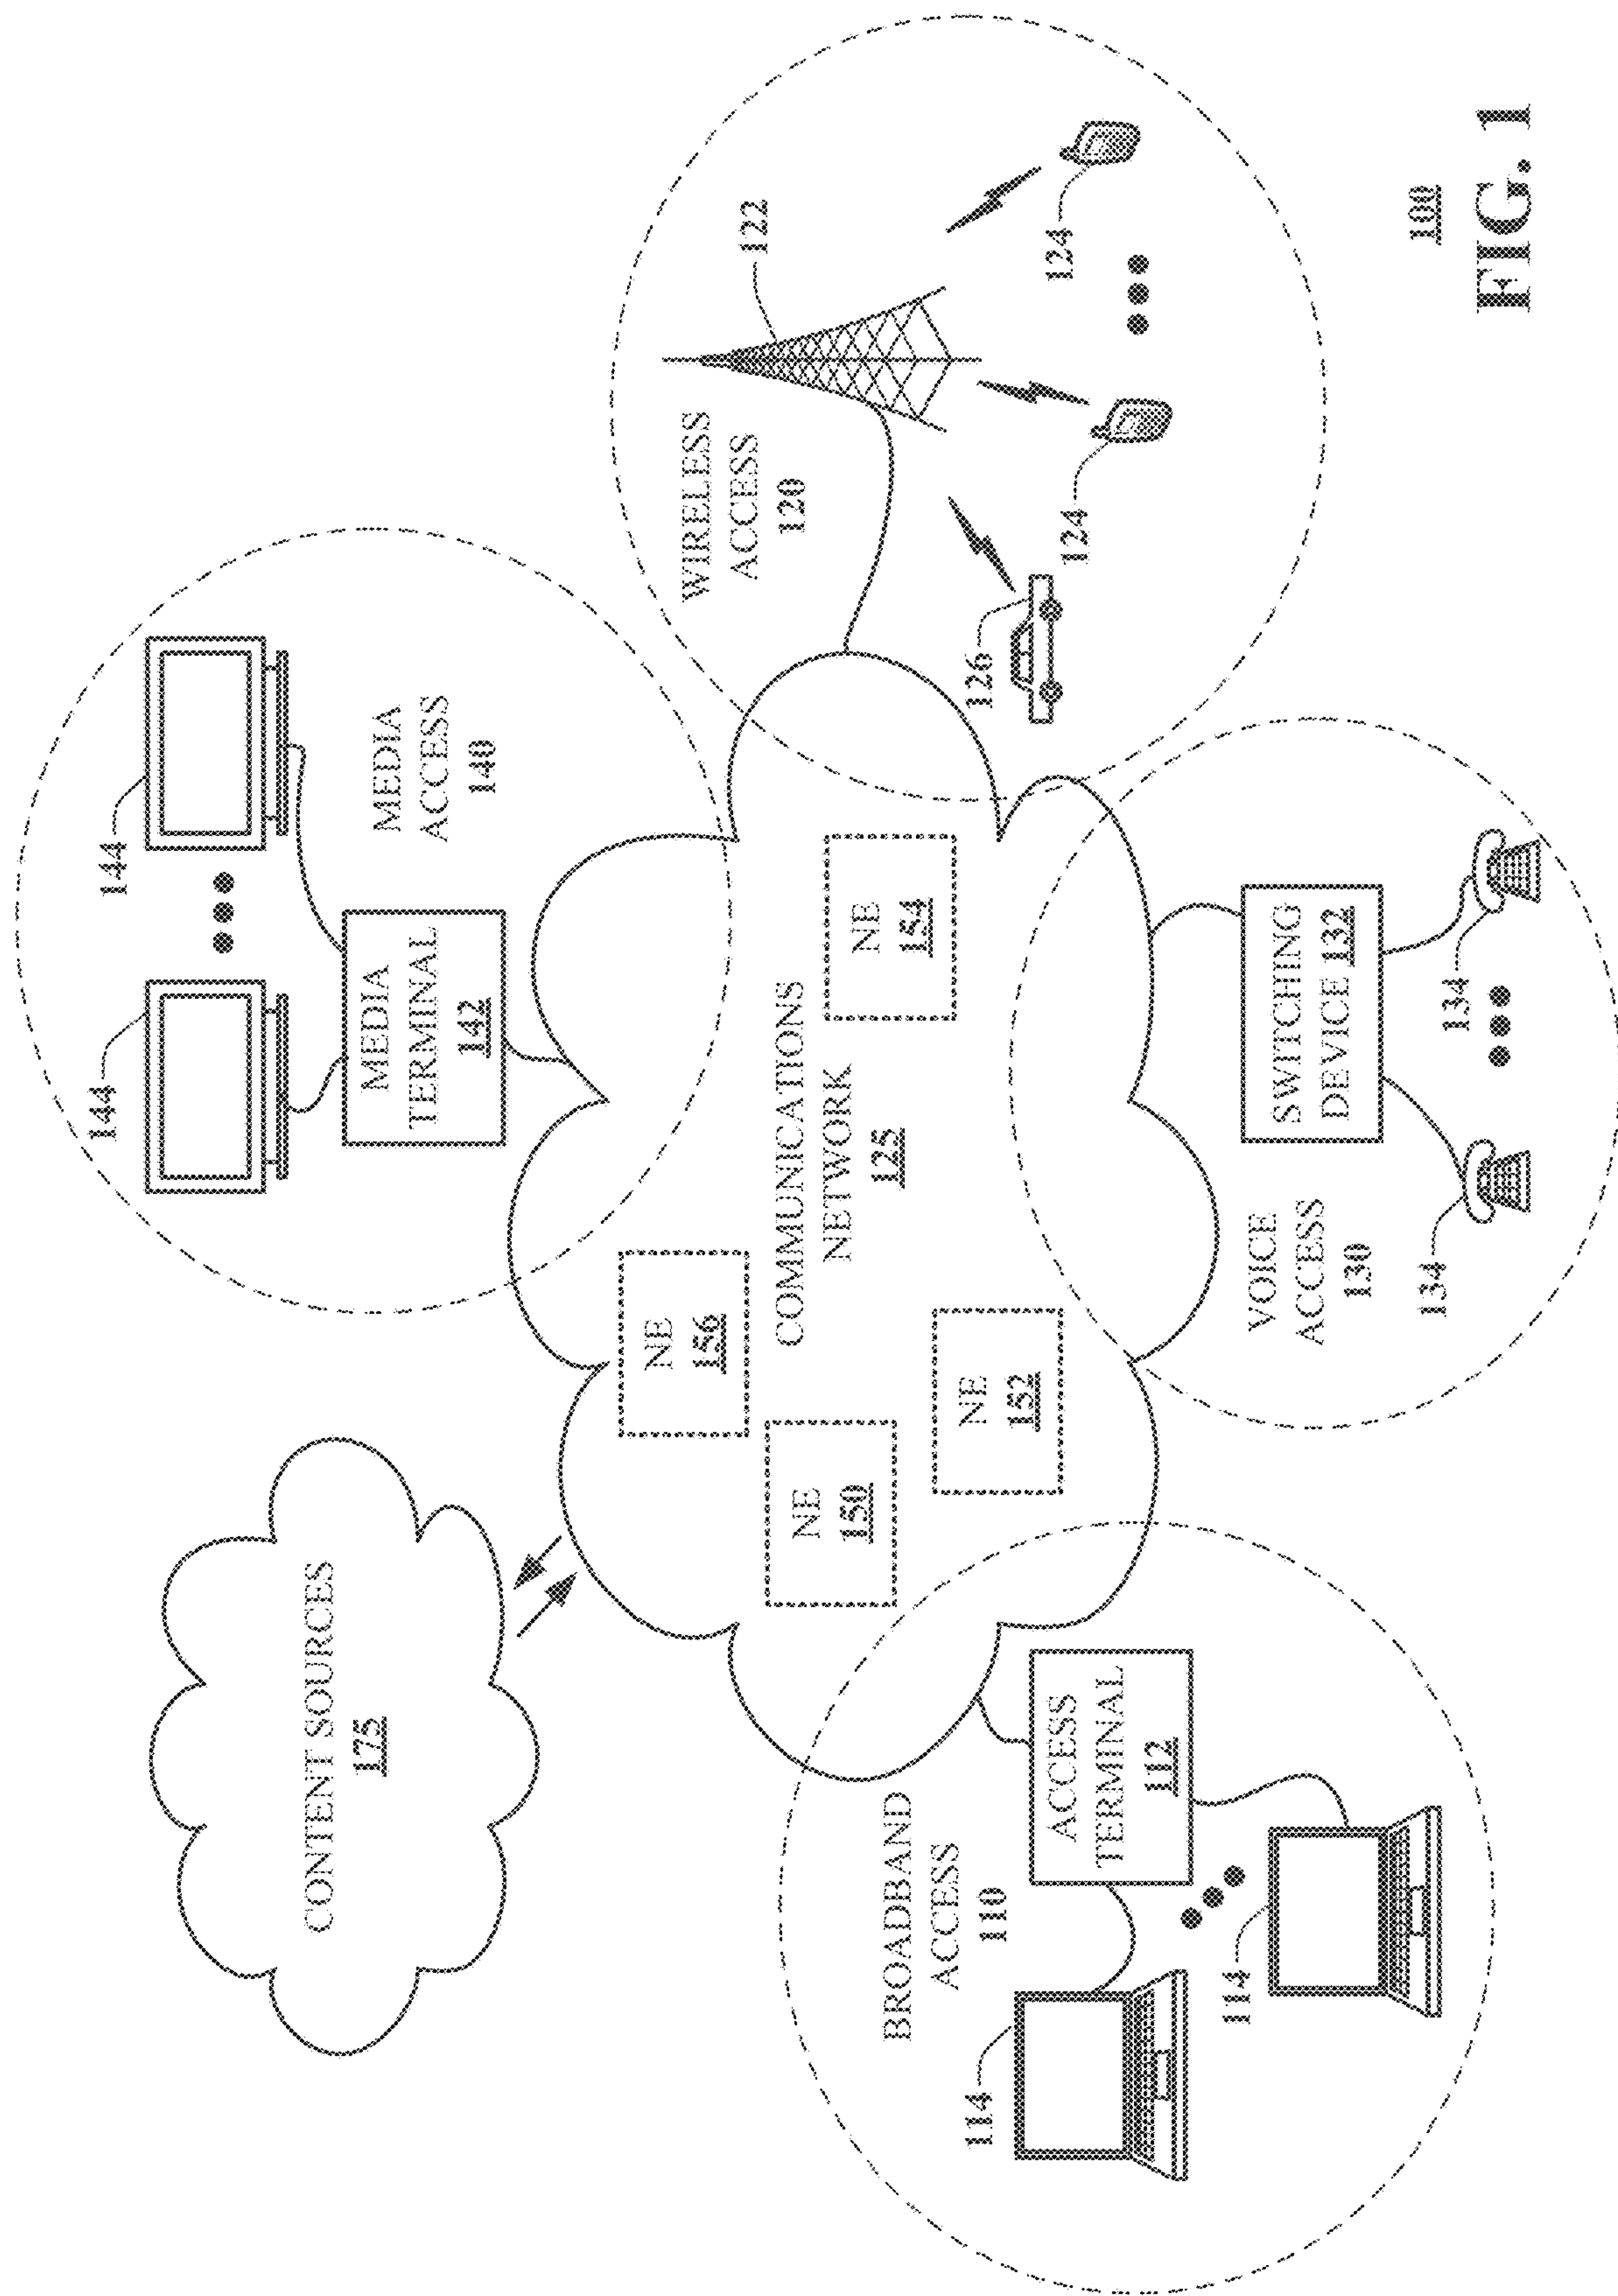 144
144
MEDIA
TERMINAL
142
MEDIA
ACCESS
140
CONTENT SOURCES
175
WIRELESS
ACCESS
120
122
126
124
124
NE
156
NE
150
NE
152
NE
154
COMMUNICATIONS
NETWORK
125
BROADBAND
ACCESS
110
ACCESS
TERMINAL
112
114
114
VOICE
ACCESS
130
SWITCHING
DEVICE 132
134
134
100
FIG. 1